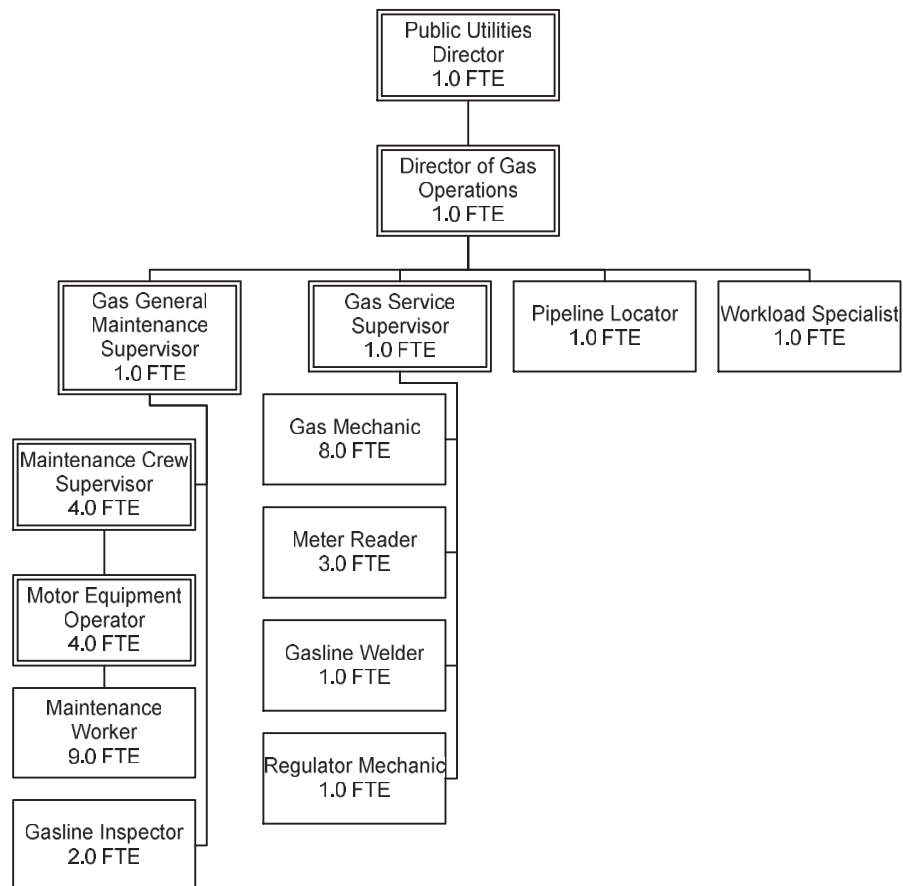 Public Utilities
Director
1.0 FTE
Director of Gas
Operations
1.0 FTE
Gas General
Maintenance
Supervisor
1.0 FTE
Gas Service
Supervisor
1.0 FTE
Pipeline Locator
1.0 FTE
Workload Specialist
1.0 FTE
Maintenance Crew
Supervisor
4.0 FTE
Motor Equipment
Operator
4.0 FTE
Maintenance
Worker
9.0 FTE
Gasline Inspector
2.0 FTE
Gas Mechanic
8.0 FTE
Meter Reader
3.0 FTE
Gasline Welder
1.0 FTE
Regulator Mechanic
1.0 FTE